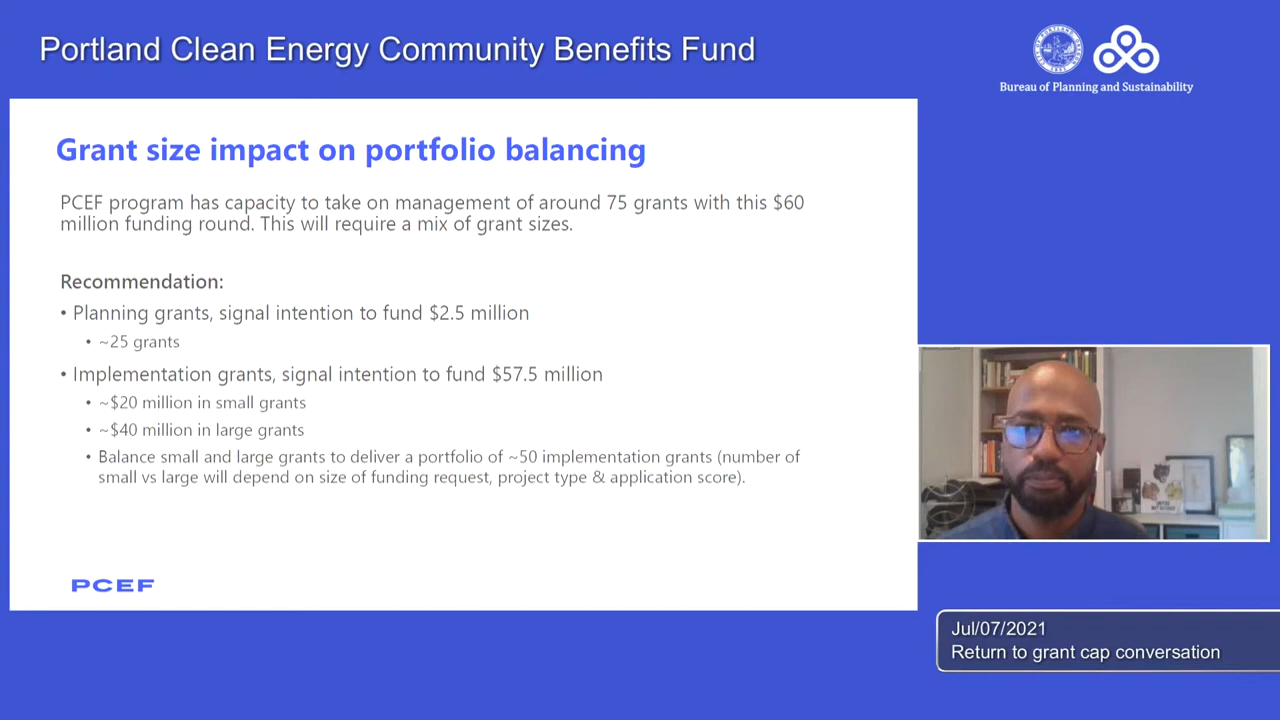 Portland Clean Energy Community Benefits Fund
Bureau of Planning and Sustainability
Grant size impact on portfolio balancing
PCEF program has capacity to take on management of around 75 grants with this $60
million funding round. This will require a mix of grant sizes.
Recommendation:
• Planning grants, signal intention to fund $2.5 million
• ~25 grants
• Implementation grants, signal intention to fund $57.5 million
• ~$20 million in small grants
• ~$40 million in large grants
• Balance small and large grants to deliver a portfolio of ~50 implementation grants (number of
small vs large will depend on size of funding request, project type & application score).
PCEF
Jul/07/2021
Return to grant cap conversation